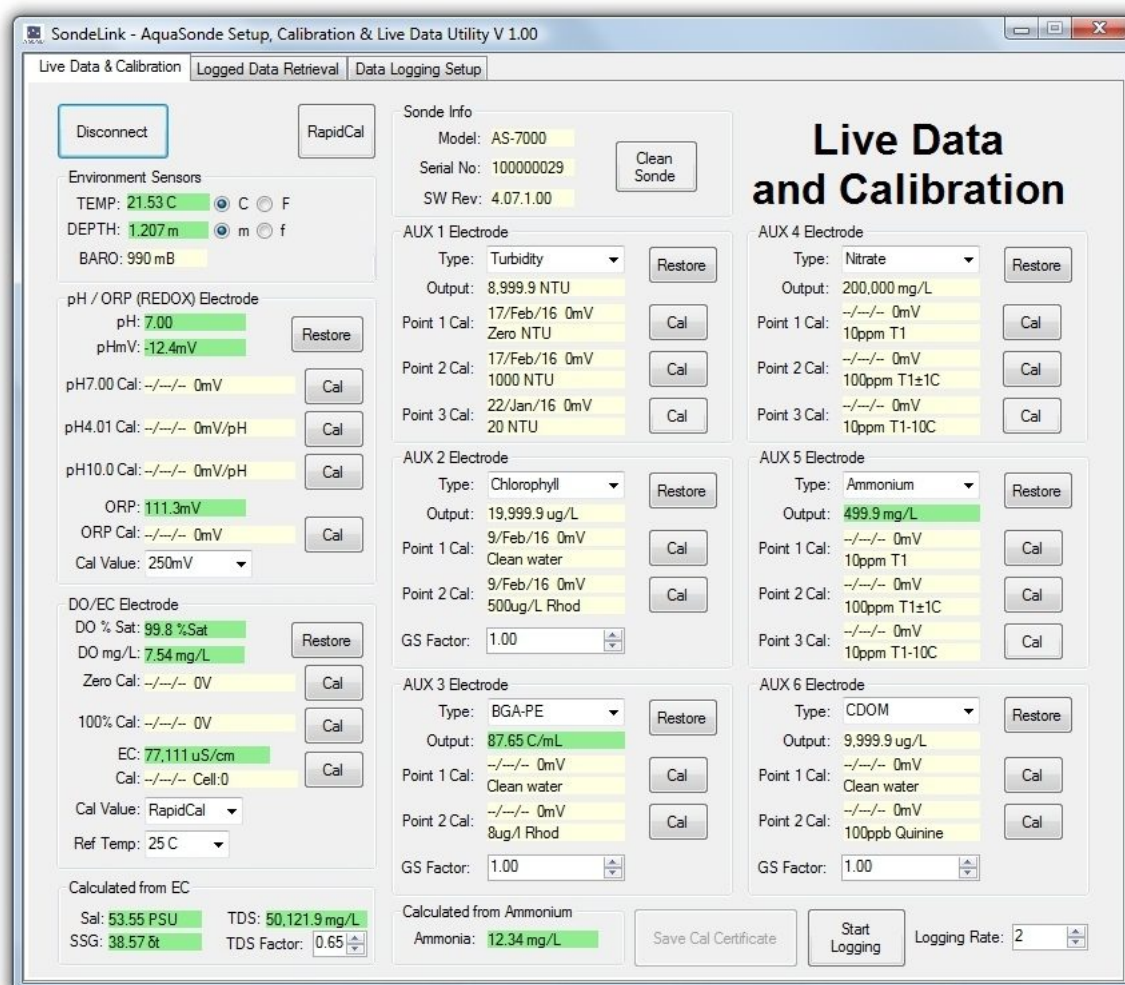 SondeLink - AquaSonde Setup, Calibration & Live Data Utility V 1.00
Live Data & Calibration
Logged Data Retrieval
Data Logging Setup
Disconnect
RapidCal
Environment Sensors
TEMP: 21.53 C C F
DEPTH: 1.207 m m f
BARO: 990 mB
pH / ORP (REDOX) Electrode
pH: 7.00
pHmV: -12.4mV
Restore
pH7.00 Cal: --/---/-- 0mV Cal
pH4.01 Cal: --/---/-- 0mV/pH Cal
pH10.0 Cal: --/---/-- 0mV/pH Cal
ORP: 111.3mV
ORP Cal: --/---/-- 0mV Cal
Cal Value: 250mV
DO/EC Electrode
DO % Sat: 99.8 %Sat
DO mg/L: 7.54 mg/L
Restore
Zero Cal: --/---/-- 0V Cal
100% Cal: --/---/-- 0V Cal
EC: 77,111 uS/cm
Cal: --/---/-- Cell:0 Cal
Cal Value: RapidCal
Ref Temp: 25 C
Calculated from EC
Sal: 53.55 PSU TDS: 50,121.9 mg/L
SSG: 38.57 δt TDS Factor: 0.65
Sonde Info
Model: AS-7000
Serial No: 100000029
SW Rev: 4.07.1.00
Clean
Sonde
Live Data
and Calibration
AUX 1 Electrode
Type: Turbidity Restore
Output: 8,999.9 NTU
Point 1 Cal: 17/Feb/16 0mV Cal
Zero NTU
Point 2 Cal: 17/Feb/16 0mV Cal
1000 NTU
Point 3 Cal: 22/Jan/16 0mV Cal
20 NTU
AUX 2 Electrode
Type: Chlorophyll Restore
Output: 19,999.9 ug/L
Point 1 Cal: 9/Feb/16 0mV Cal
Clean water
Point 2 Cal: 9/Feb/16 0mV Cal
500ug/L Rhod
GS Factor: 1.00
AUX 3 Electrode
Type: BGA-PE Restore
Output: 87.65 C/mL
Point 1 Cal: --/---/-- 0mV Cal
Clean water
Point 2 Cal: --/---/-- 0mV Cal
8ug/l Rhod
GS Factor: 1.00
Calculated from Ammonium
Ammonia: 12.34 mg/L
AUX 4 Electrode
Type: Nitrate Restore
Output: 200,000 mg/L
Point 1 Cal: --/---/-- 0mV Cal
10ppm T1
Point 2 Cal: --/---/-- 0mV Cal
100ppm T1±1C
Point 3 Cal: --/---/-- 0mV Cal
10ppm T1-10C
AUX 5 Electrode
Type: Ammonium Restore
Output: 499.9 mg/L
Point 1 Cal: --/---/-- 0mV Cal
10ppm T1
Point 2 Cal: --/---/-- 0mV Cal
100ppm T1±1C
Point 3 Cal: --/---/-- 0mV Cal
10ppm T1-10C
AUX 6 Electrode
Type: CDOM Restore
Output: 9,999.9 ug/L
Point 1 Cal: --/---/-- 0mV Cal
Clean water
Point 2 Cal: --/---/-- 0mV Cal
100ppb Quinine
GS Factor: 1.00
Save Cal Certificate
Start
Logging
Logging Rate: 2